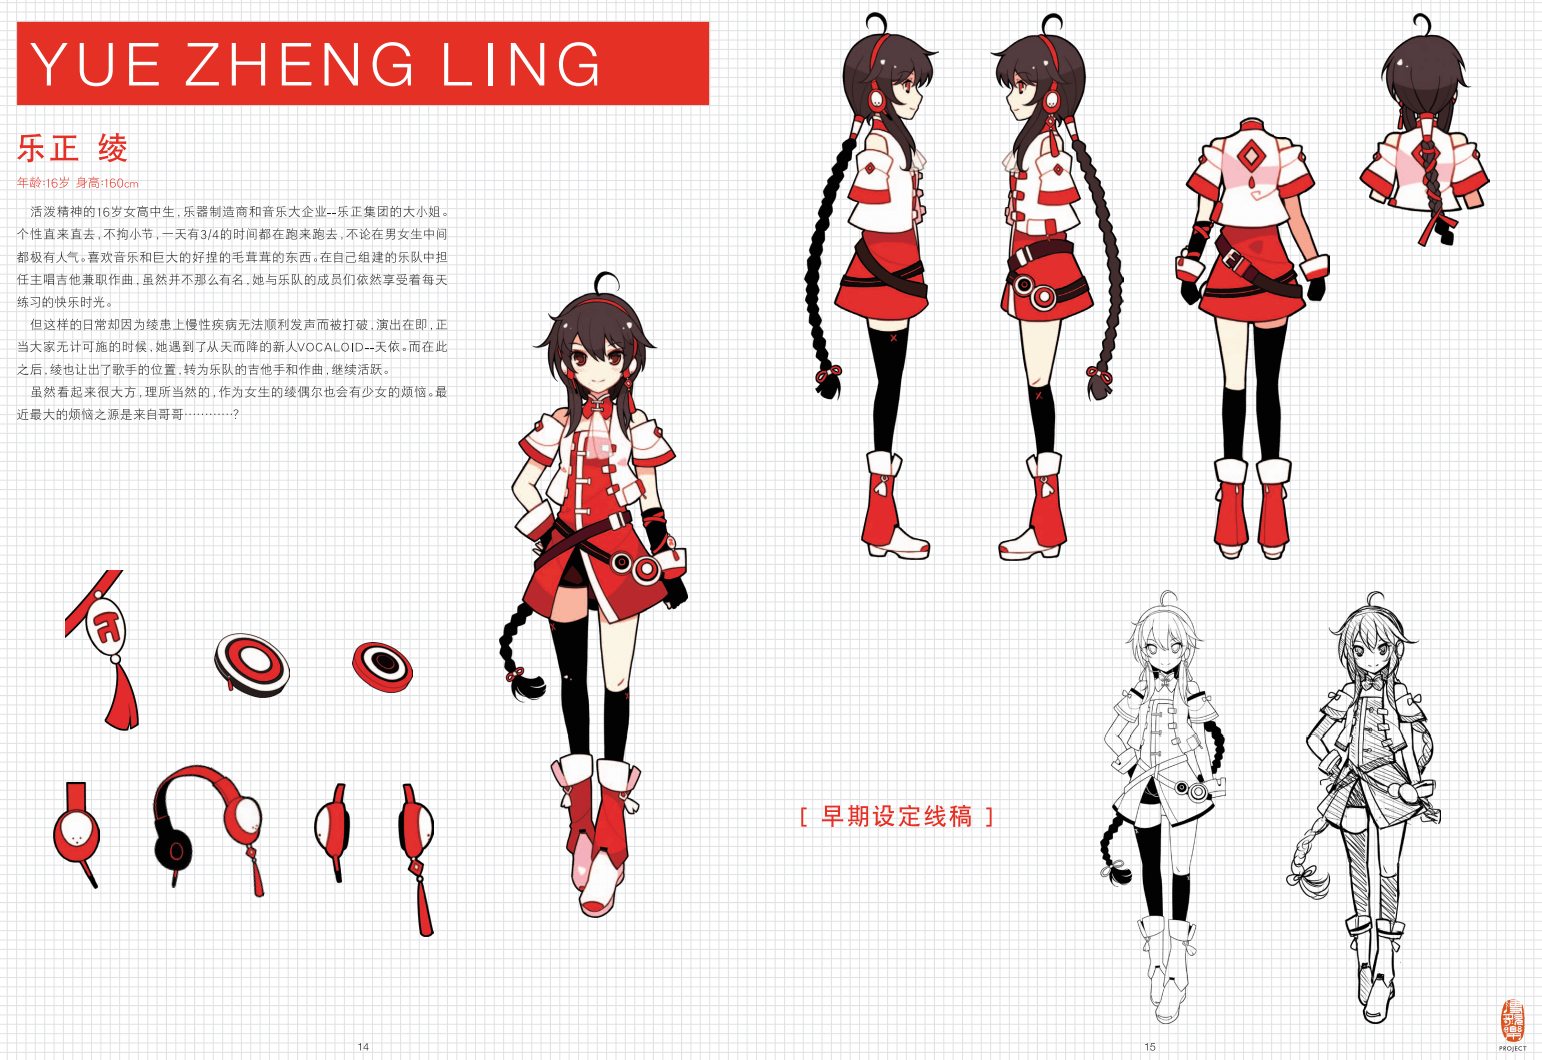 YUE ZHENG LING
乐正 绫
年龄:16岁 身高:160cm
活泼精神的16岁女高中生,乐器制造商和音乐大企业--乐正集团的大小姐。
个性直来直去,不拘小节,一天有3/4的时间都在跑来跑去,不论在男女生中间
都极有人气。喜欢音乐和巨大的好捏的毛茸茸的东西。在自己组建的乐队中担
任主唱吉他兼职作曲,虽然并不那么有名,她与乐队的成员们依然享受着每天
练习的快乐时光。
但这样的日常却因为绫患上慢性疾病无法顺利发声而被打破,演出在即,正
当大家无计可施的时候,她遇到了从天而降的新人VOCALOID--天依。而在此
之后,绫也让出了歌手的位置,转为乐队的吉他手和作曲,继续活跃。
虽然看起来很大方,理所当然的,作为女生的绫偶尔也会有少女的烦恼。最
近最大的烦恼之源是来自哥哥…………?
[ 早期设定线稿 ]
14
15
PROJECT